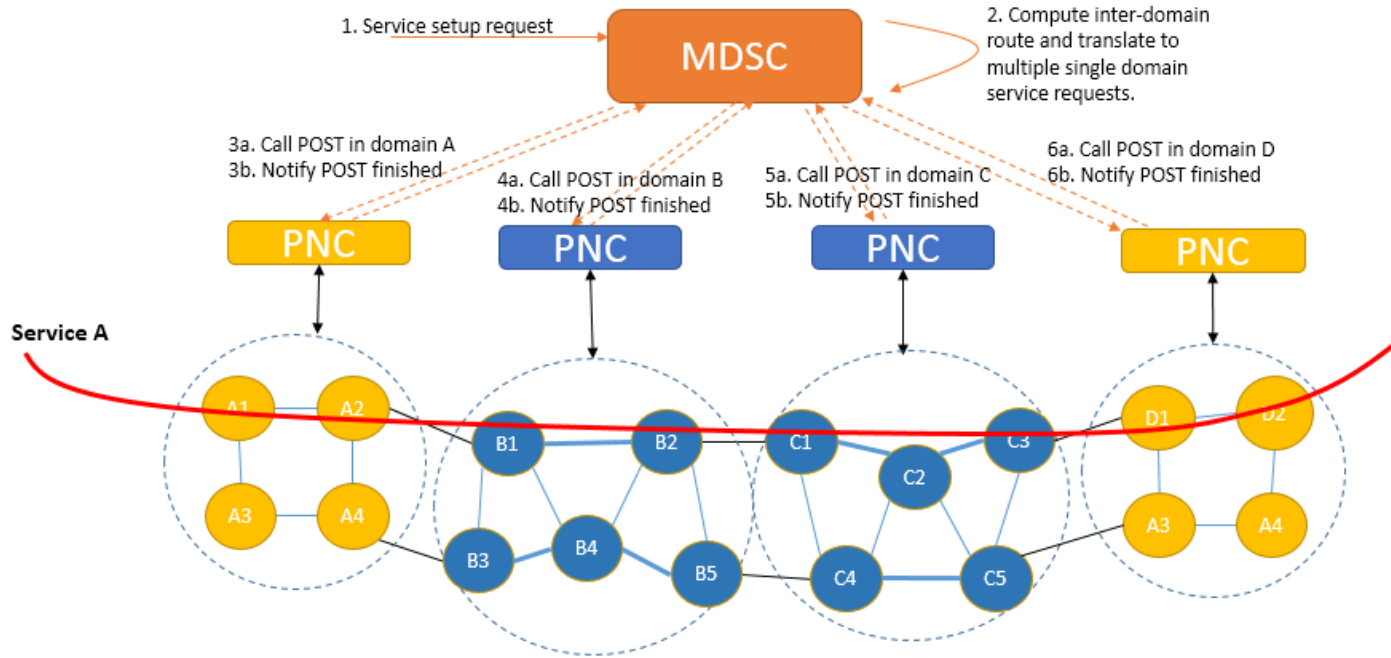 1. Service setup request
MDSC
2. Compute inter-domain
route and translate to
multiple single domain
service requests.
3a. Call POST in domain A
3b. Notify POST finished
4a. Call POST in domain B
4b. Notify POST finished
5a. Call POST in domain C
5b. Notify POST finished
6a. Call POST in domain D
6b. Notify POST finished
PNC
PNC
PNC
PNC
Service A
A1
A2
A3
A4
B1
B2
B3
B4
B5
C1
C2
C3
C4
C5
D1
D2
A3
A4